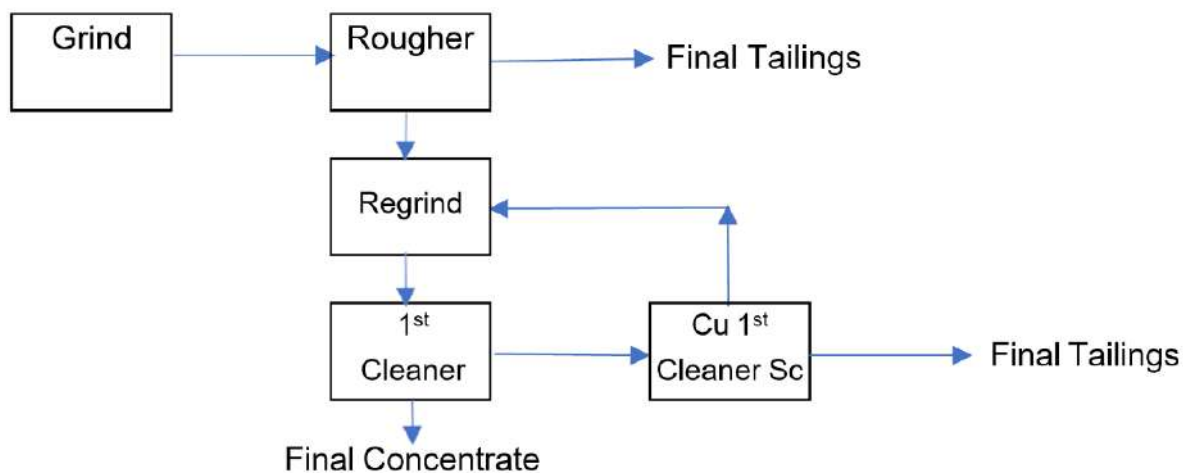 Grind
Rougher
Final Tailings
Regrind
1st
Cleaner
Cu 1st
Cleaner Sc
Final Tailings
Final Concentrate